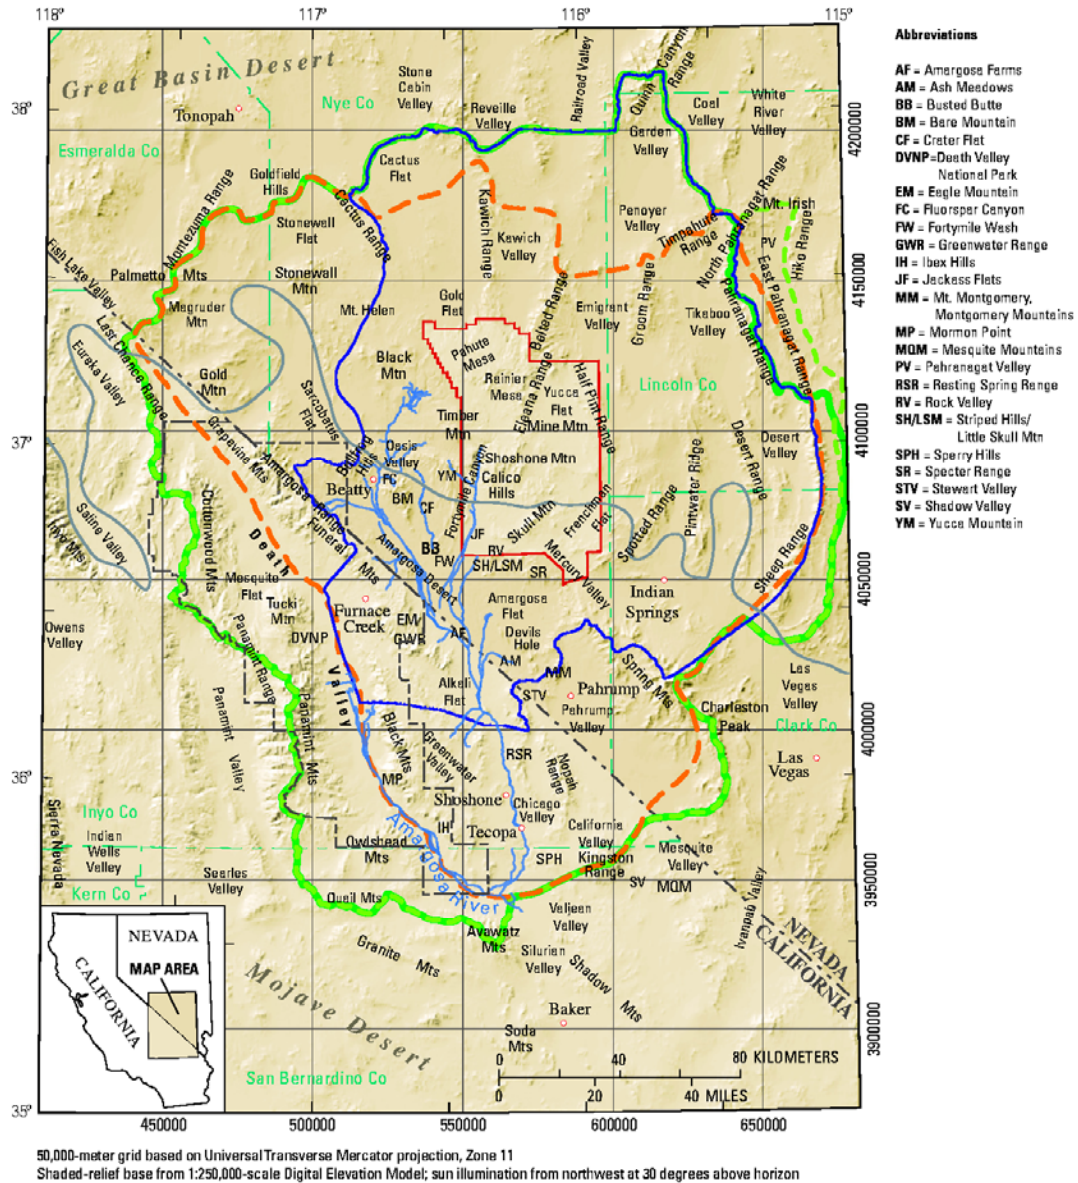 118°
117°
116°
115°
Great Basin Desert
Stone
Cabin
Valley
Railroad Valley
Quinn Canyon
Range
Nye Co
Reveille
Valley
Coal
Valley
White
River
Valley
38°
Tonopah
4200000
Esmeralda Co
Garden
Valley
Cactus
Flat
Goldfield
Hills
Montezuma Range
Cactus Range
Kawich Range
Penoyer
Valley
Timpahute
Range
North Pahranagat Range
Mt. Irish
Stonewall
Flat
Kawich
Valley
PV
Hiko Range
East Pahranagat Range
Fish Lake Valley
Palmetto
Mts
Stonewall
Mtn
Belted Range
Groom Range
4150000
Magruder
Mtn
Mt. Helen
Gold
Flat
Emigrant
Valley
Tikaboo
Valley
Pahranagat Range
Last Chance Range
Eureka Valley
Pahute
Mesa
Black
Mtn
Gold
Mtn
Rainier
Mesa
Eleana Range
Half Pint Range
Lincoln Co
Sarcobatus
Flat
Yucca
Flat
Mine Mtn
Timber
Mtn
37°
Grapevine Mts
Bullfrog
Hills
Oasis
Valley
Shoshone Mtn
Desert Range
Desert
Valley
4100000
Amargosa
Range
Beatty
FC
YM
Calico
Hills
Pintwater Ridge
BM
CF
Fortymile Canyon
Skull Mtn
Frenchman
Flat
Spotted Range
Saline Valley
Cottonwood Mts
Funeral
Mts
JF
Inyo Mts
Death
Valley
BB
FW
RV
SH/LSM
SR
Mercury Valley
Sheep Range
Amargosa Desert
4050000
Mesquite
Flat
Tucki
Mtn
Furnace
Creek
Amargosa
Flat
Indian
Springs
Owens
Valley
DVNP
EM
GWR
AF
Devils
Hole
Panamint Range
AM
MM
Spring Mts
Las
Vegas
Valley
Alkali
Flat
STV
Pahrump
Pahrump
Valley
Charleston
Peak
Clark Co
Panamint
Valley
Panamint Mts
Black Mts
Greenwater
Valley
RSR
Nopah
Range
4000000
36°
MP
Las
Vegas
Shoshone
Chicago
Valley
Inyo Co
Sierra Nevada
Indian
Wells
Valley
IH
Tecopa
California
Valley
Owlshead
Mts
Amargosa River
SPH
Kingston
Range
Mesquite
Valley
Kern Co
Searles
Valley
SV
MQM
3950000
Quail Mts
Valjean
Valley
Ivanpah Valley
NEVADA
CALIFORNIA
Avawatz
Mts
Granite Mts
Silurian
Valley
Shadow Mts
Mojave Desert
Baker
Soda
Mts
3900000
San Bernardino Co
NEVADA
MAP AREA
CALIFORNIA
0 40 80 KILOMETERS
0 20 40 MILES
35°
450000
500000
550000
600000
650000
50,000-meter grid based on Universal Transverse Mercator projection, Zone 11
Shaded-relief base from 1:250,000-scale Digital Elevation Model; sun illumination from northwest at 30 degrees above horizon
Abbreviations
AF = Amargosa Farms
AM = Ash Meadows
BB = Busted Butte
BM = Bare Mountain
CF = Crater Flat
DVNP=Death Valley
National Park
EM = Eagle Mountain
FC = Fluorspar Canyon
FW = Fortymile Wash
GWR = Greenwater Range
IH = Ibex Hills
JF = Jackass Flats
MM = Mt. Montgomery,
Montgomery Mountains
MP = Mormon Point
MQM = Mesquite Mountains
PV = Pahranagat Valley
RSR = Resting Spring Range
RV = Rock Valley
SH/LSM = Striped Hills/
Little Skull Mtn
SPH = Sperry Hills
SR = Specter Range
STV = Stewart Valley
SV = Shadow Valley
YM = Yucca Mountain